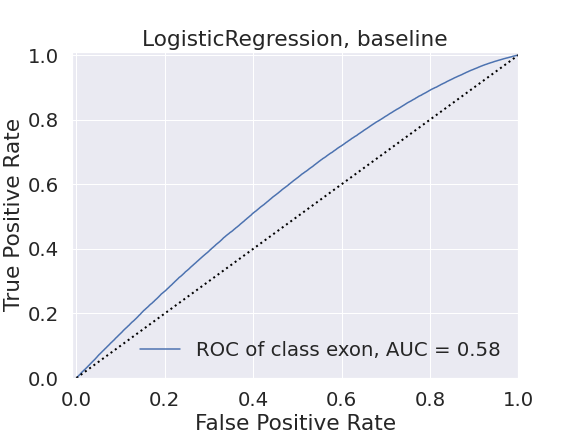 LogisticRegression, baseline
True Positive Rate
1.0
0.8
0.6
0.4
0.2
0.0
ROC of class exon, AUC = 0.58
0.0 0.2 0.4 0.6 0.8 1.0
False Positive Rate